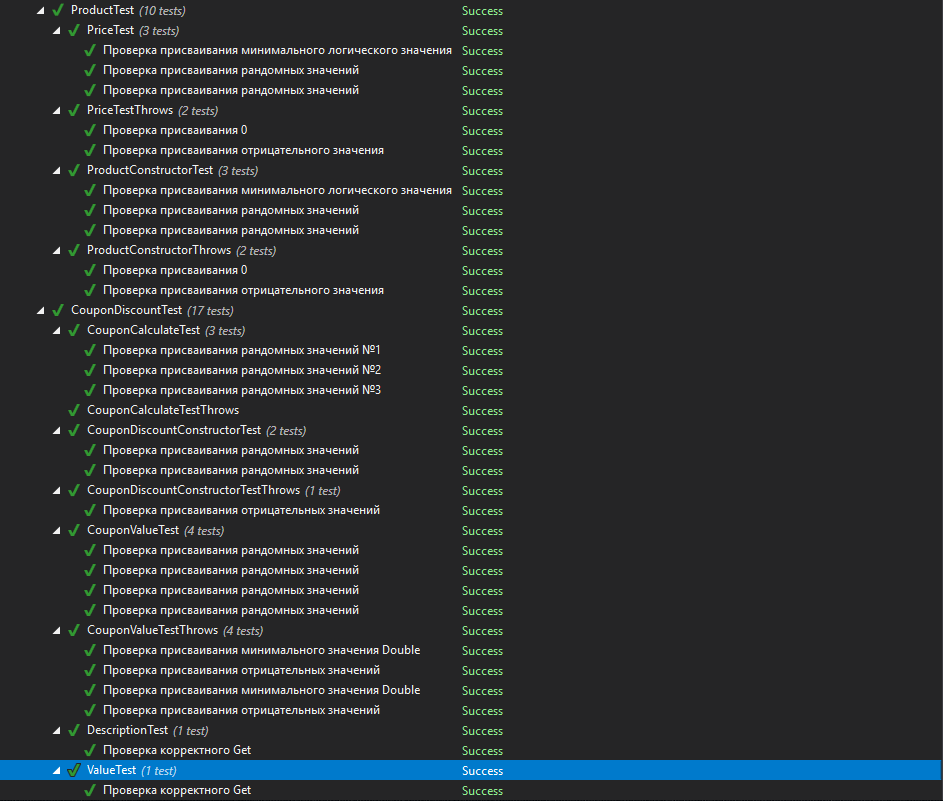 ProductTest (10 tests) Success
PriceTest (3 tests) Success
Проверка присваивания минимального логического значения Success
Проверка присваивания рандомных значений Success
Проверка присваивания рандомных значений Success
PriceTestThrows (2 tests) Success
Проверка присваивания 0 Success
Проверка присваивания отрицательного значения Success
ProductConstructorTest (3 tests) Success
Проверка присваивания минимального логического значения Success
Проверка присваивания рандомных значений Success
Проверка присваивания рандомных значений Success
ProductConstructorThrows (2 tests) Success
Проверка присваивания 0 Success
Проверка присваивания отрицательного значения Success
CouponDiscountTest (17 tests) Success
CouponCalculateTest (3 tests) Success
Проверка присваивания рандомных значений №1 Success
Проверка присваивания рандомных значений №2 Success
Проверка присваивания рандомных значений №3 Success
CouponCalculateTestThrows Success
CouponDiscountConstructorTest (2 tests) Success
Проверка присваивания рандомных значений Success
Проверка присваивания рандомных значений Success
CouponDiscountConstructorTestThrows (1 test) Success
Проверка присваивания отрицательных значений Success
CouponValueTest (4 tests) Success
Проверка присваивания рандомных значений Success
Проверка присваивания рандомных значений Success
Проверка присваивания рандомных значений Success
Проверка присваивания рандомных значений Success
CouponValueTestThrows (4 tests) Success
Проверка присваивания минимального значения Double Success
Проверка присваивания отрицательных значений Success
Проверка присваивания минимального значения Double Success
Проверка присваивания отрицательных значений Success
DescriptionTest (1 test) Success
Проверка корректного Get Success
ValueTest (1 test) Success
Проверка корректного Get Success